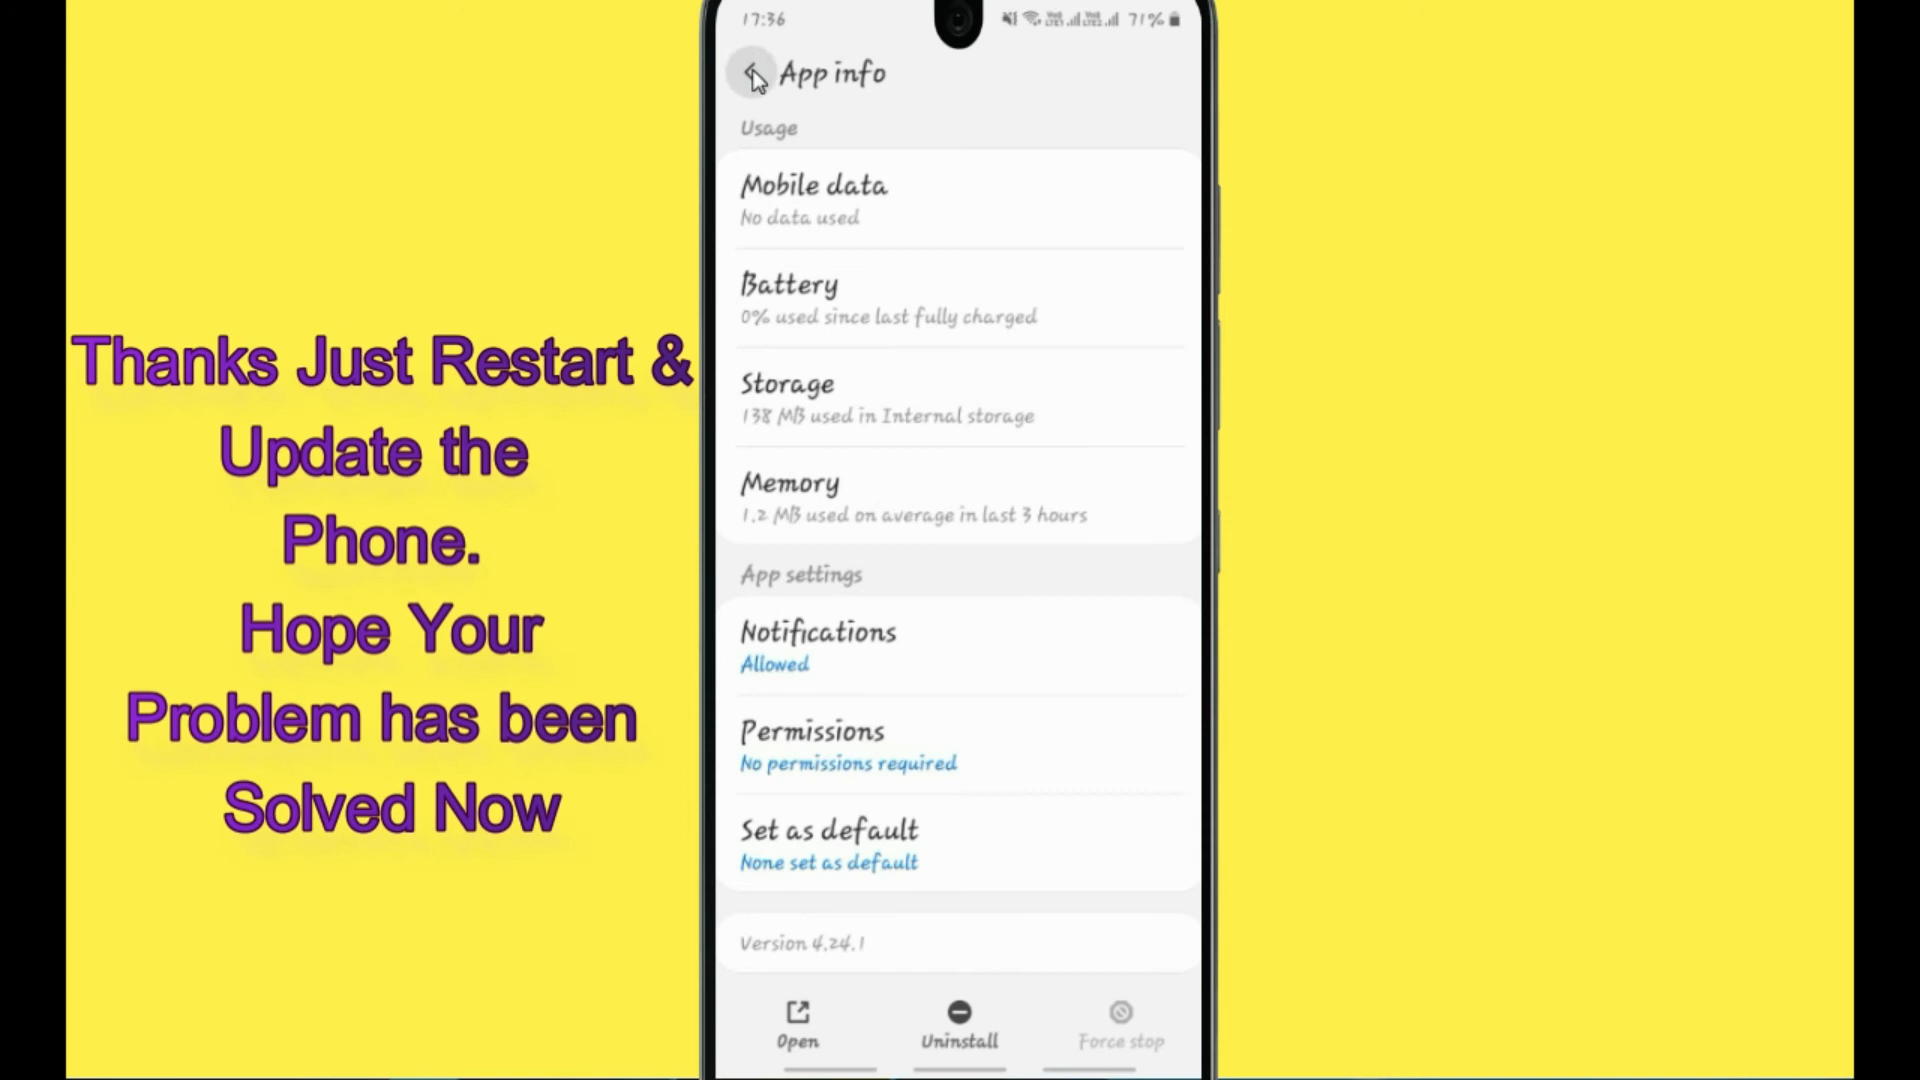 Thanks Just Restart &
Update the
Phone.
Hope Your
Problem has been
Solved Now
17:36
71%
App info
Usage
Mobile data
No data used
Battery
0% used since last fully charged
Storage
138 MB used in Internal storage
Memory
1.2 MB used on average in last 3 hours
App settings
Notifications
Allowed
Permissions
No permissions required
Set as default
None set as default
Version 4.24.1
Open
Uninstall
Force stop